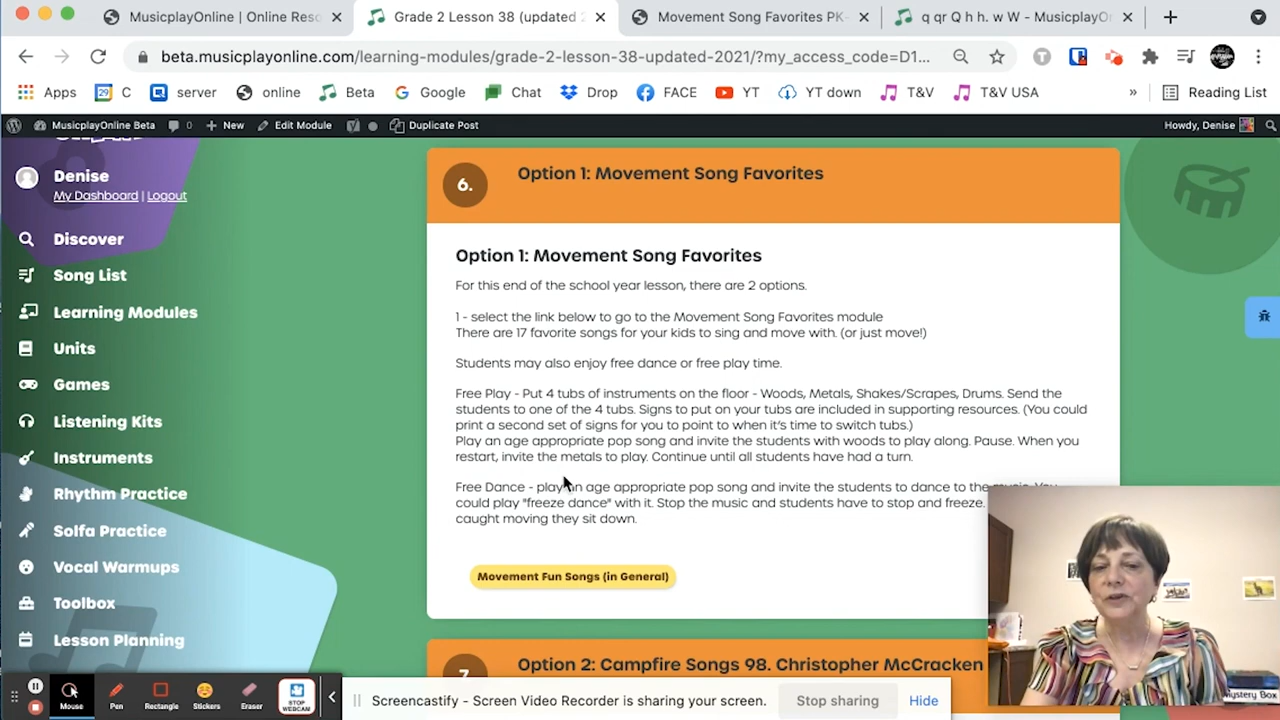 MusicplayOnline | Online Reso
Grade 2 Lesson 38 (updated 2
Movement Song Favorites PK-
q qr Q h h. w W - MusicplayOn
beta.musicplayonline.com/learning-modules/grade-2-lesson-38-updated-2021/?my_access_code=D1...
Apps
29 C
server
online
Beta
Google
Chat
Drop
FACE
YT
YT down
T&V
T&V USA
»
Reading List
MusicplayOnline Beta
0
New
Edit Module
Duplicate Post
Howdy, Denise
Denise
My Dashboard | Logout
Discover
Song List
Learning Modules
Units
Games
Listening Kits
Instruments
Rhythm Practice
Solfa Practice
Vocal Warmups
Toolbox
Lesson Planning
6.
Option 1: Movement Song Favorites
Option 1: Movement Song Favorites
For this end of the school year lesson, there are 2 options.
1 - select the link below to go to the Movement Song Favorites module
There are 17 favorite songs for your kids to sing and move with. (or just move!)
Students may also enjoy free dance or free play time.
Free Play - Put 4 tubs of instruments on the floor - Woods, Metals, Shakes/Scrapes, Drums. Send the
students to one of the 4 tubs. Signs to put on your tubs are included in supporting resources. (You could
print a second set of signs for you to point to when it's time to switch tubs.)
Play an age appropriate pop song and invite the students with woods to play along. Pause. When you
restart, invite the metals to play. Continue until all students have had a turn.
Free Dance - play an age appropriate pop song and invite the students to dance to the music. You
could play "freeze dance" with it. Stop the music and students have to stop and freeze.
caught moving they sit down.
Movement Fun Songs (in General)
7.
Option 2: Campfire Songs 98. Christopher McCracken
Mouse
Pen
Rectangle
Stickers
Eraser
STOP WEBCAM
Screencastify - Screen Video Recorder is sharing your screen.
Stop sharing
Hide
Mystery Box